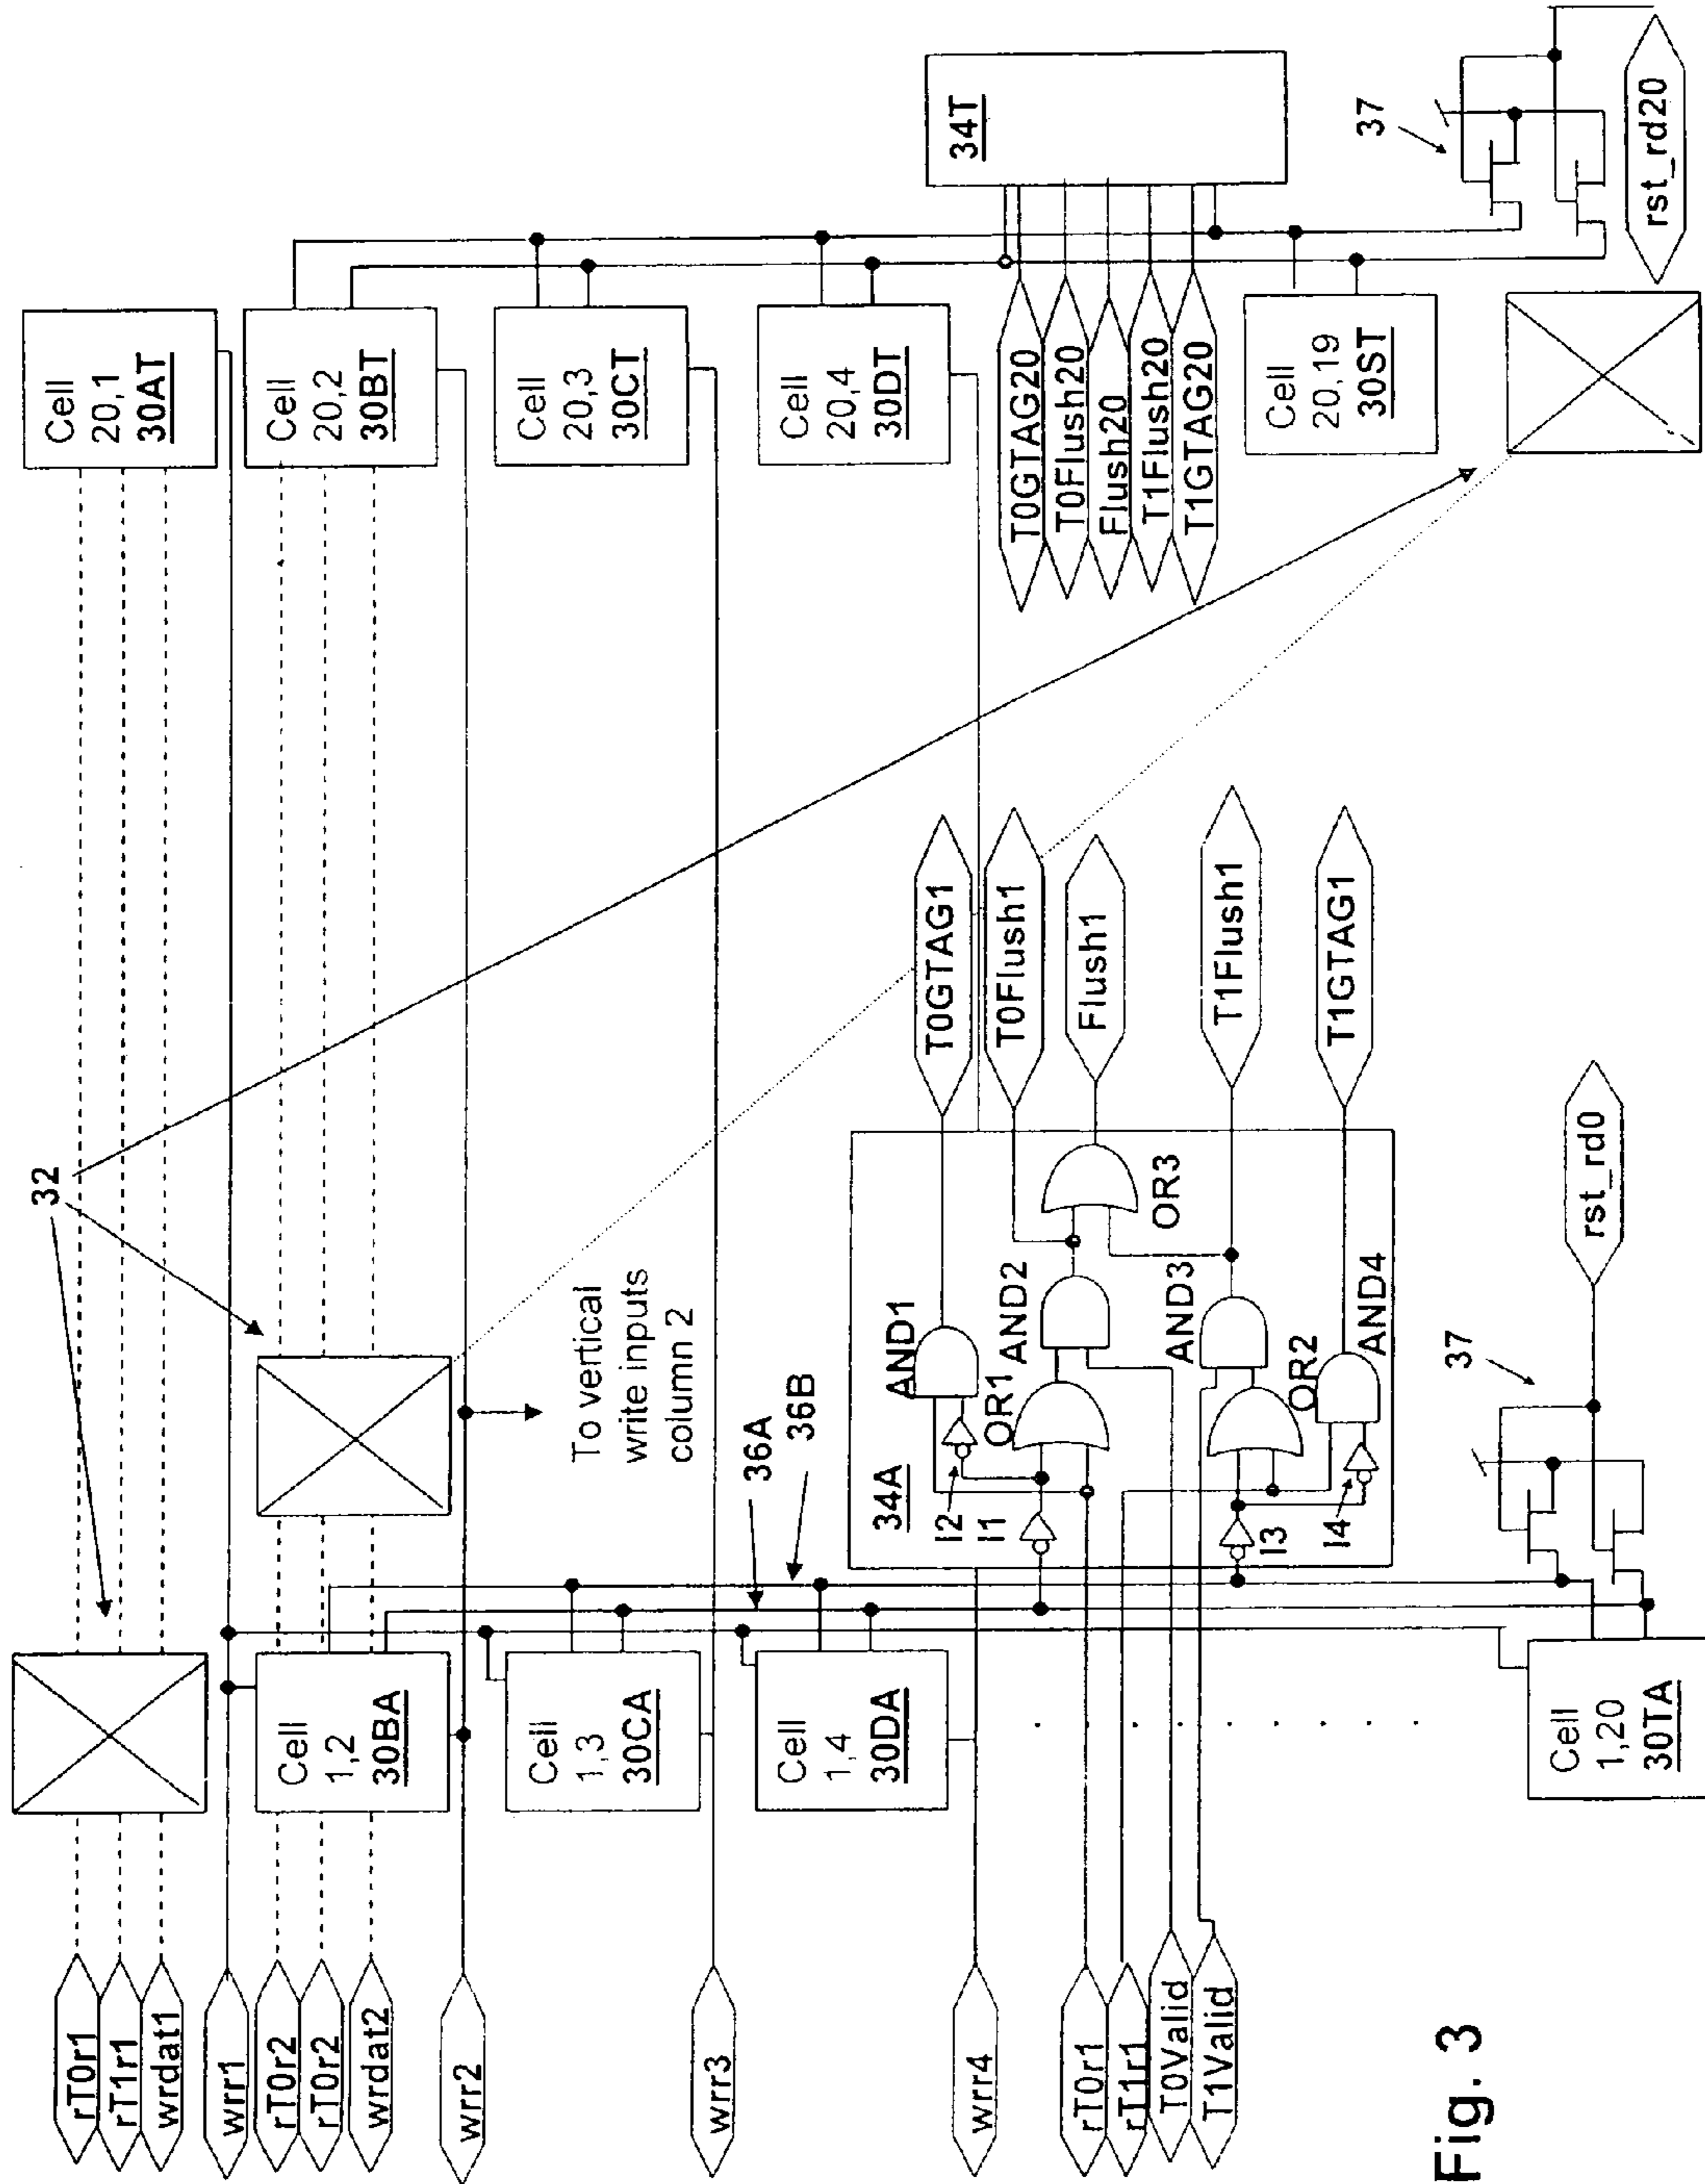 32
rT0r1
rT1r1
wrdat1
wrr1
rT0r2
rT0r2
wrdat2
wrr2
wrr3
wrr4
rT0r1
rT1r1
T0Valid
T1Valid
Cell
1,2
30BA
Cell
1,3
30CA
Cell
1,4
30DA
Cell
1,20
30TA
To vertical
write inputs
column 2
36A
36B
34A
I2
I1
I3
I4
AND1
OR1
AND2
OR3
AND3
OR2
AND4
T0GTAG1
T0Flush1
Flush1
T1Flush1
T1GTAG1
37
rst_rd0
Cell
20,1
30AT
Cell
20,2
30BT
Cell
20,3
30CT
Cell
20,4
30DT
T0GTAG20
T0Flush20
Flush20
T1Flush20
T1GTAG20
34T
Cell
20,19
30ST
37
rst_rd20
Fig. 3